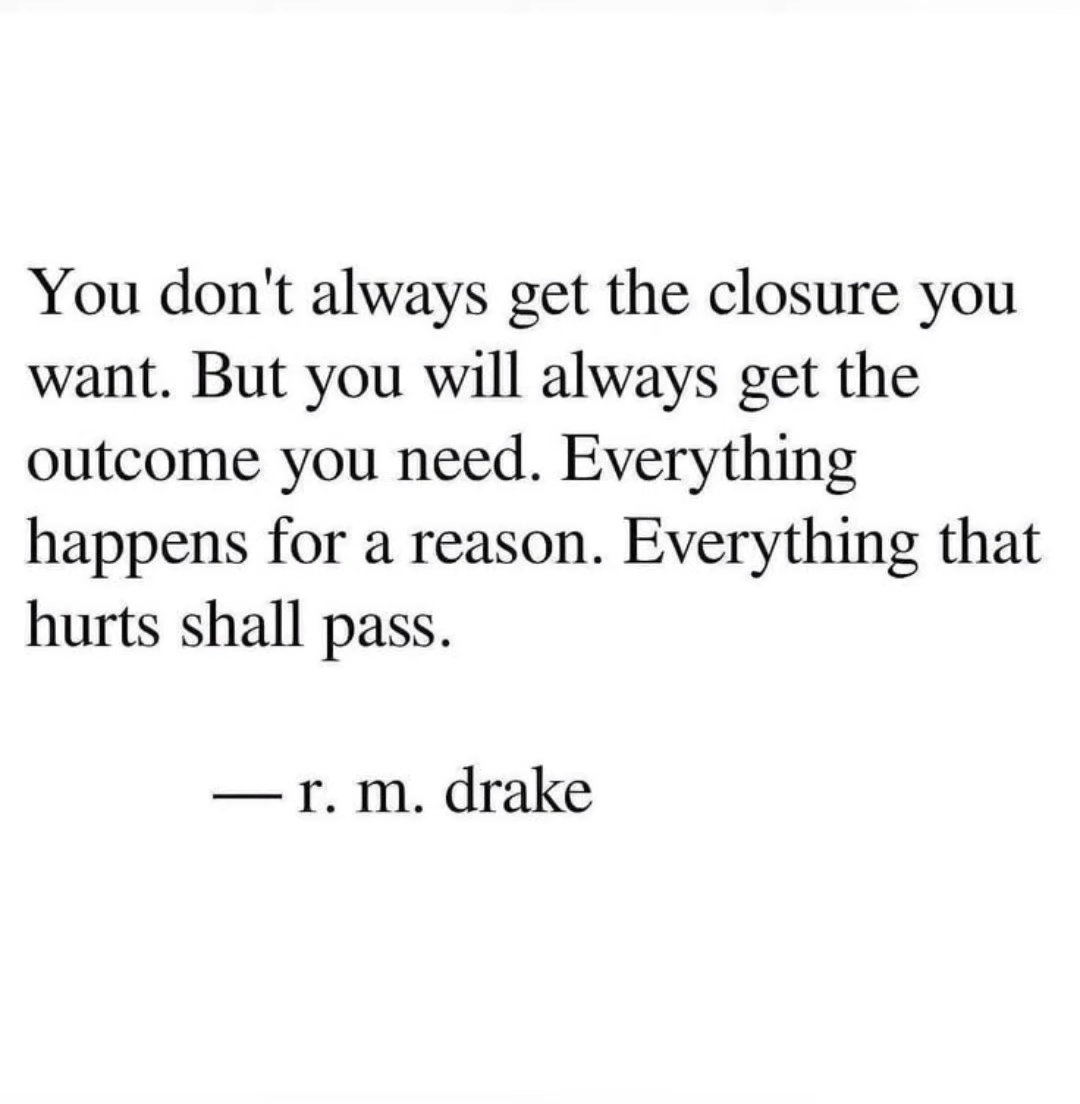 You don't always get the closure you
want. But you will always get the
outcome you need. Everything
happens for a reason. Everything that
hurts shall pass.
— r. m. drake